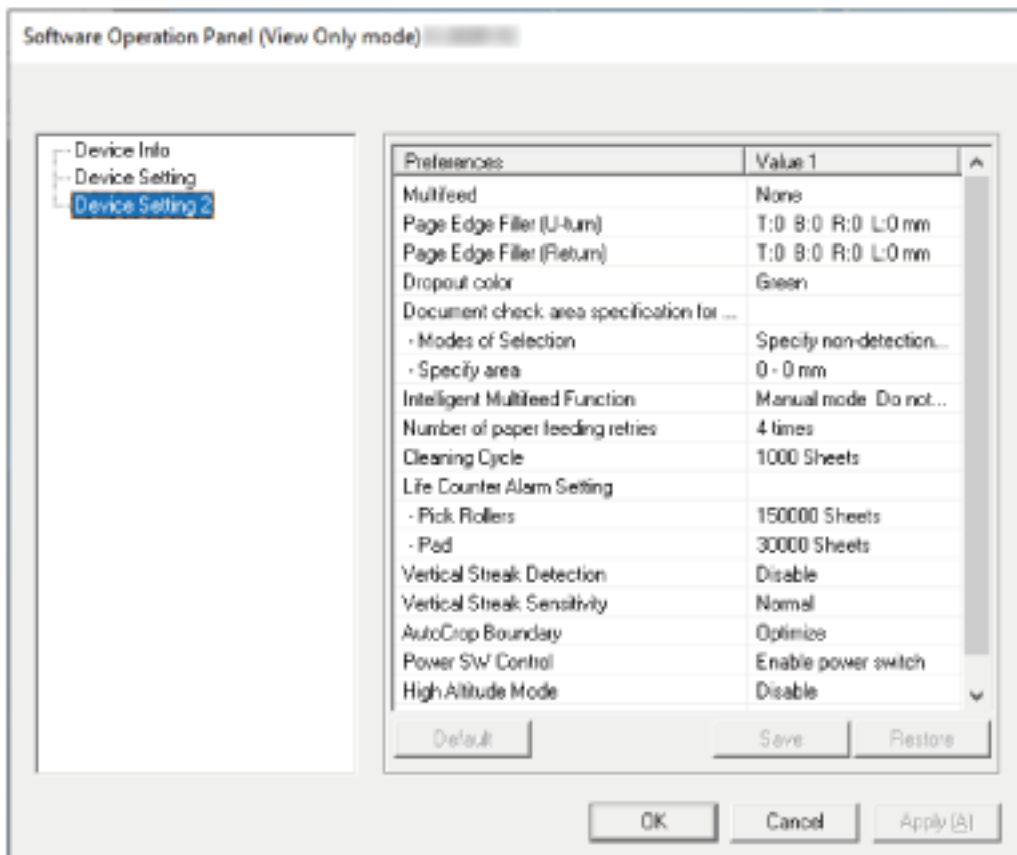 Software Operation Panel (View Only mode)
Device Info
Device Setting
Device Setting 2
Preferences Value 1
Multifeed None
Page Edge Filler (U-turn) T:0 B:0 R:0 L:0 mm
Page Edge Filler (Return) T:0 B:0 R:0 L:0 mm
Dropout color Green
Document check area specification for ...
- Modes of Selection Specify non-detection...
- Specify area 0 - 0 mm
Intelligent Multifeed Function Manual mode Do not...
Number of paper feeding retries 4 times
Cleaning Cycle 1000 Sheets
Life Counter Alarm Setting
- Pick Rollers 150000 Sheets
- Pad 30000 Sheets
Vertical Streak Detection Disable
Vertical Streak Sensitivity Normal
AutoCrop Boundary Optimize
Power SW Control Enable power switch
High Altitude Mode Disable
Default Save Restore
OK Cancel Apply (A)